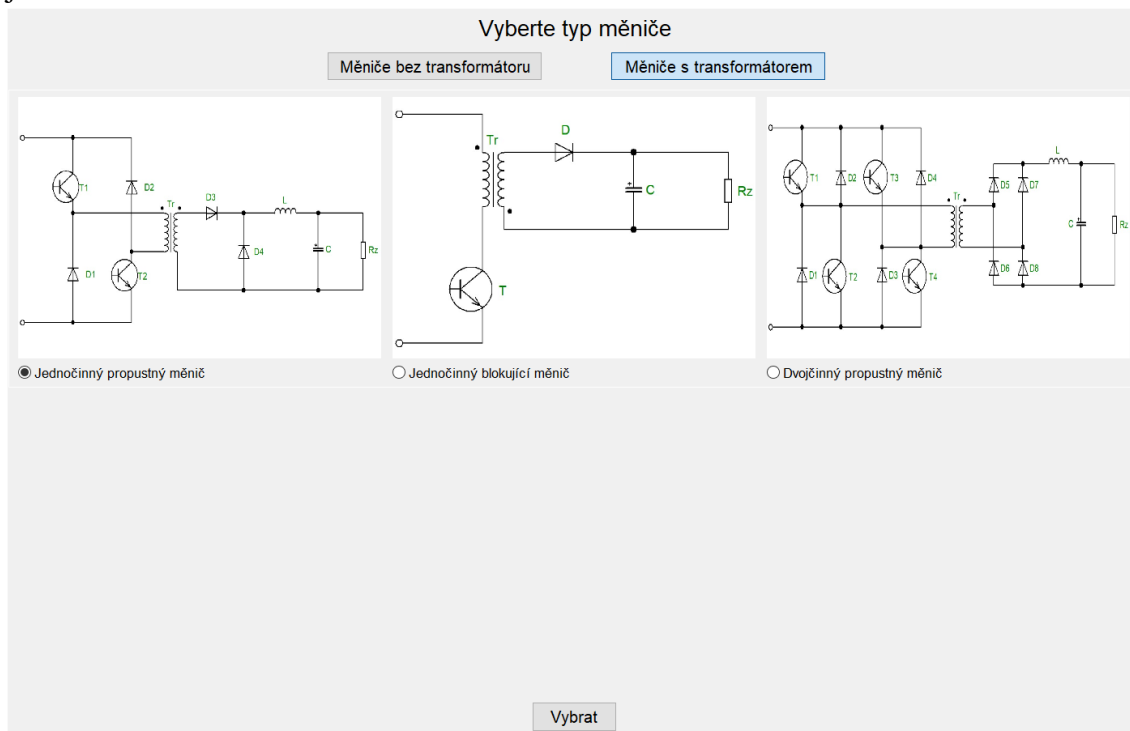 Vyberte typ měniče
Měniče bez transformátoru
Měniče s transformátorem
T1
D2
Tr
D3
L
D1
T2
D4
C
Rz
Tr
D
C
Rz
T
T1
D2
T3
D4
Tr
D5
D7
L
C
Rz
D1
T2
D3
T4
D6
D8
Jednočinný propustný měnič
Jednočinný blokující měnič
Dvojčinný propustný měnič
Vybrat